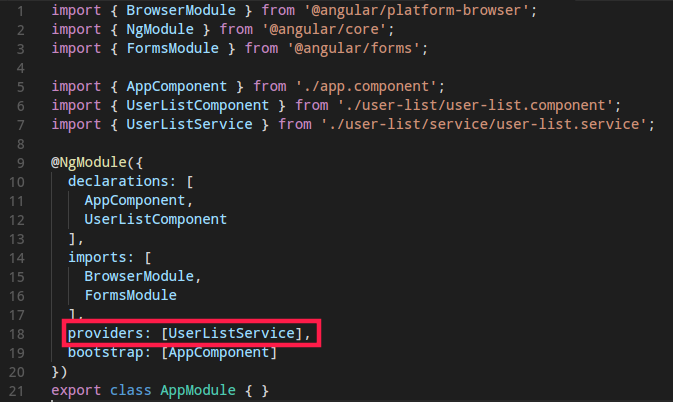 1 import { BrowserModule } from '@angular/platform-browser';
2 import { NgModule } from '@angular/core';
3 import { FormsModule } from '@angular/forms';
4
5 import { AppComponent } from './app.component';
6 import { UserListComponent } from './user-list/user-list.component';
7 import { UserListService } from './user-list/service/user-list.service';
8
9 @NgModule({
10   declarations: [
11     AppComponent,
12     UserListComponent
13   ],
14   imports: [
15     BrowserModule,
16     FormsModule
17   ],
18   providers: [UserListService],
19   bootstrap: [AppComponent]
20 })
21 export class AppModule { }